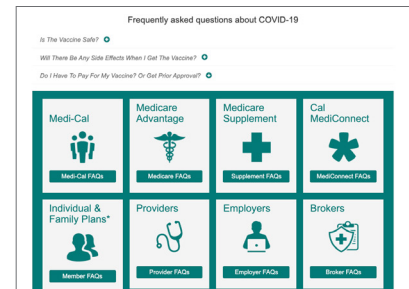 Frequently asked questions about COVID-19
Is The Vaccine Safe?
Will There Be Any Side Effects When I Get The Vaccine?
Do I Have To Pay For My Vaccine? Or Get Prior Approval?
Medi-Cal
Medi-Cal FAQs
Medicare
Advantage
Medicare FAQs
Medicare
Supplement
Supplement FAQs
Cal
MediConnect
MediConnect FAQs
Individual &
Family Plans*
Member FAQs
Providers
Provider FAQs
Employers
Employer FAQs
Brokers
Broker FAQs